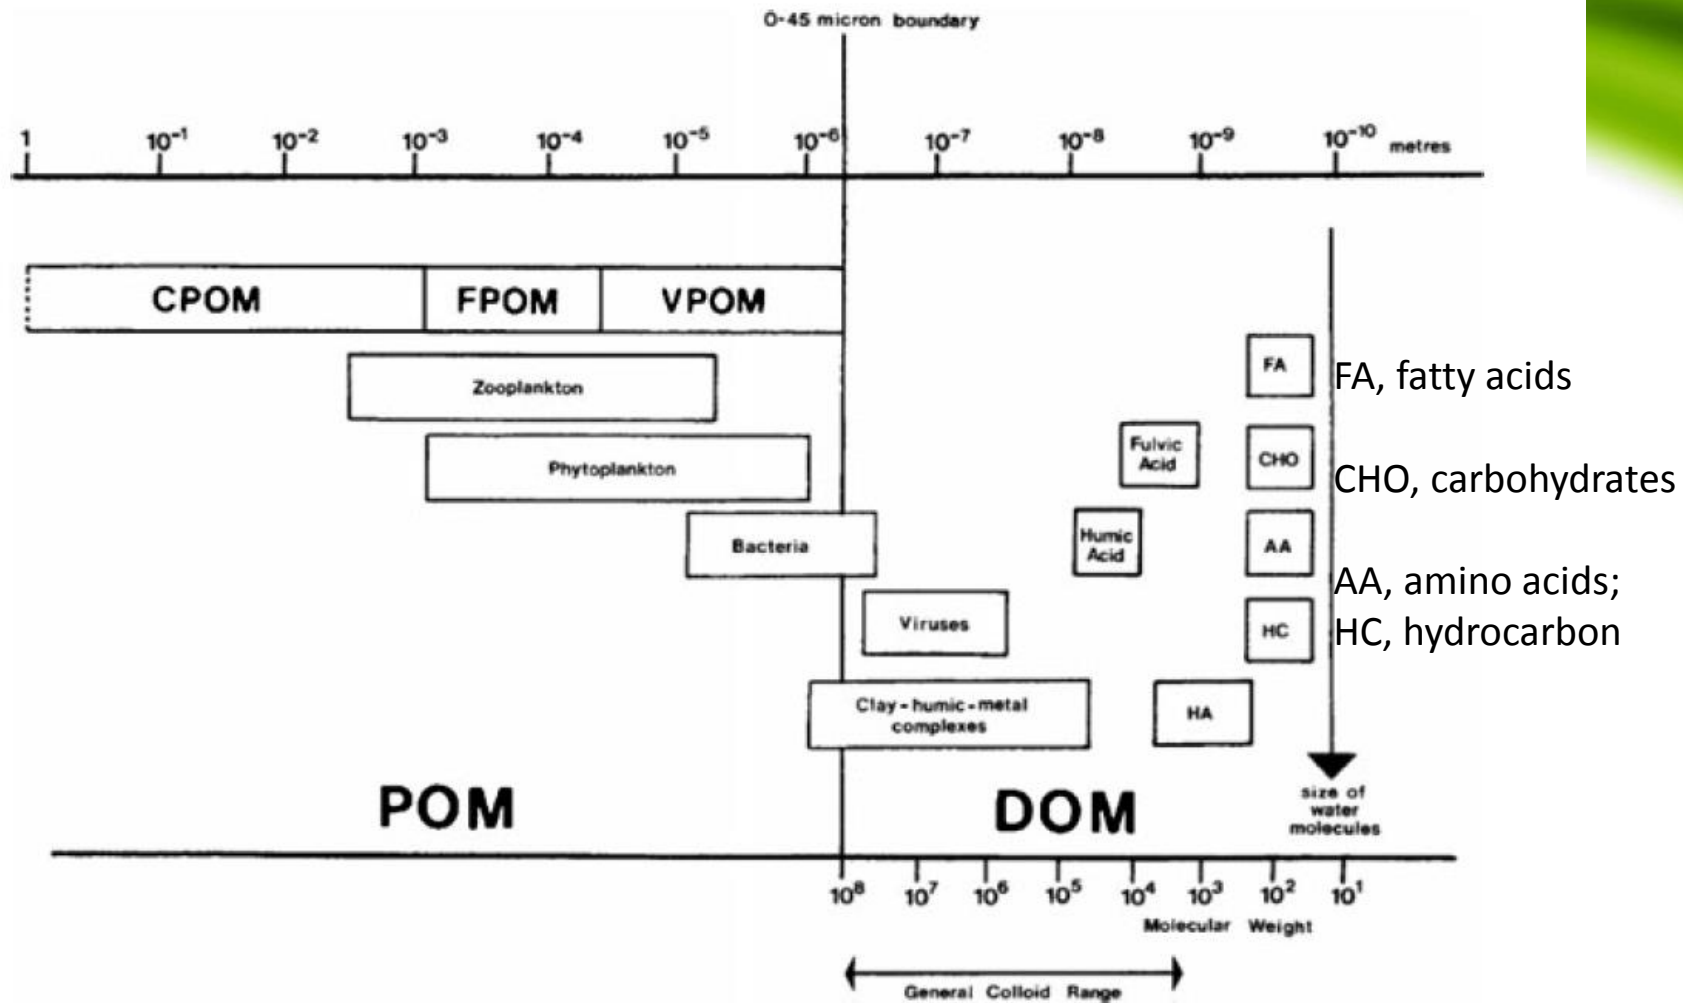 0-45 micron boundary
1 10⁻¹ 10⁻² 10⁻³ 10⁻⁴ 10⁻⁵ 10⁻⁶ 10⁻⁷ 10⁻⁸ 10⁻⁹ 10⁻¹⁰ metres
CPOM FPOM VPOM
FA
FA, fatty acids
Zooplankton
Fulvic
Acid
CHO
CHO, carbohydrates
Phytoplankton
Bacteria
Humic
Acid
AA
AA, amino acids;
Viruses
HC
HC, hydrocarbon
Clay-humic-metal
complexes
HA
POM DOM
size of
water
molecules
10⁸ 10⁷ 10⁶ 10⁵ 10⁴ 10³ 10² 10¹
Molecular Weight
General Colloid Range